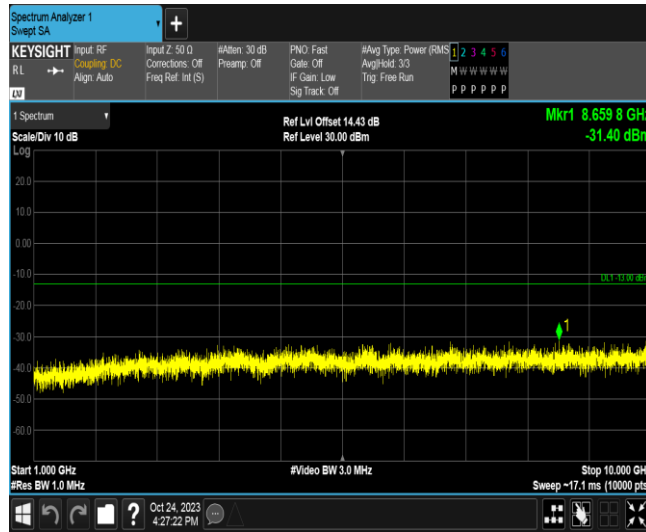 Spectrum Analyzer 1
Swept SA
KEYSIGHT
RL
LXI
Input: RF
Coupling: DC
Align: Auto
Input Z: 50 Ω
Corrections: Off
Freq Ref: Int (S)
#Atten: 30 dB
Preamp: Off
PNO: Fast
Gate: Off
IF Gain: Low
Sig Track: Off
#Avg Type: Power (RMS
Avg|Hold: 3/3
Trig: Free Run
1 2 3 4 5 6
M W W W W W
P P P P P P
1 Spectrum
Scale/Div 10 dB
Ref Lvl Offset 14.43 dB
Ref Level 30.00 dBm
Mkr1 8.659 8 GHz
-31.40 dBm
Log
20.0
10.0
0.00
-10.0
DL1 -13.00 dBm
-20.0
-30.0
1
-40.0
-50.0
-60.0
Start 1.000 GHz
#Res BW 1.0 MHz
#Video BW 3.0 MHz
Stop 10.000 GHz
Sweep ~17.1 ms (10000 pts
?
Oct 24, 2023
4:27:22 PM